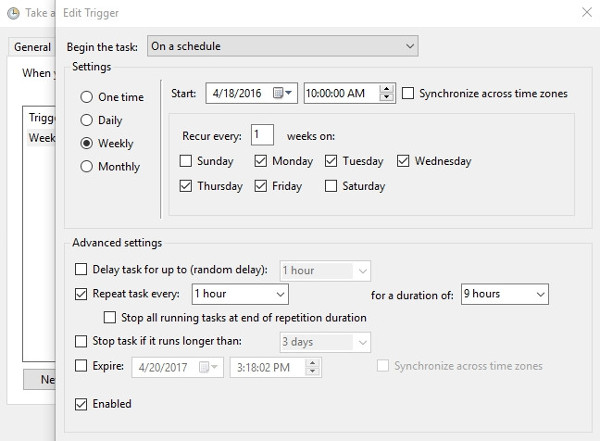 Take a
Edit Trigger
General
When y
Trigge
Week
Ne
Begin the task: On a schedule
Settings
One time
Daily
Weekly
Monthly
Start: 4/18/2016 10:00:00 AM Synchronize across time zones
Recur every: 1 weeks on:
Sunday Monday Tuesday Wednesday
Thursday Friday Saturday
Advanced settings
Delay task for up to (random delay): 1 hour
Repeat task every: 1 hour for a duration of: 9 hours
Stop all running tasks at end of repetition duration
Stop task if it runs longer than: 3 days
Expire: 4/20/2017 3:18:02 PM Synchronize across time zones
Enabled